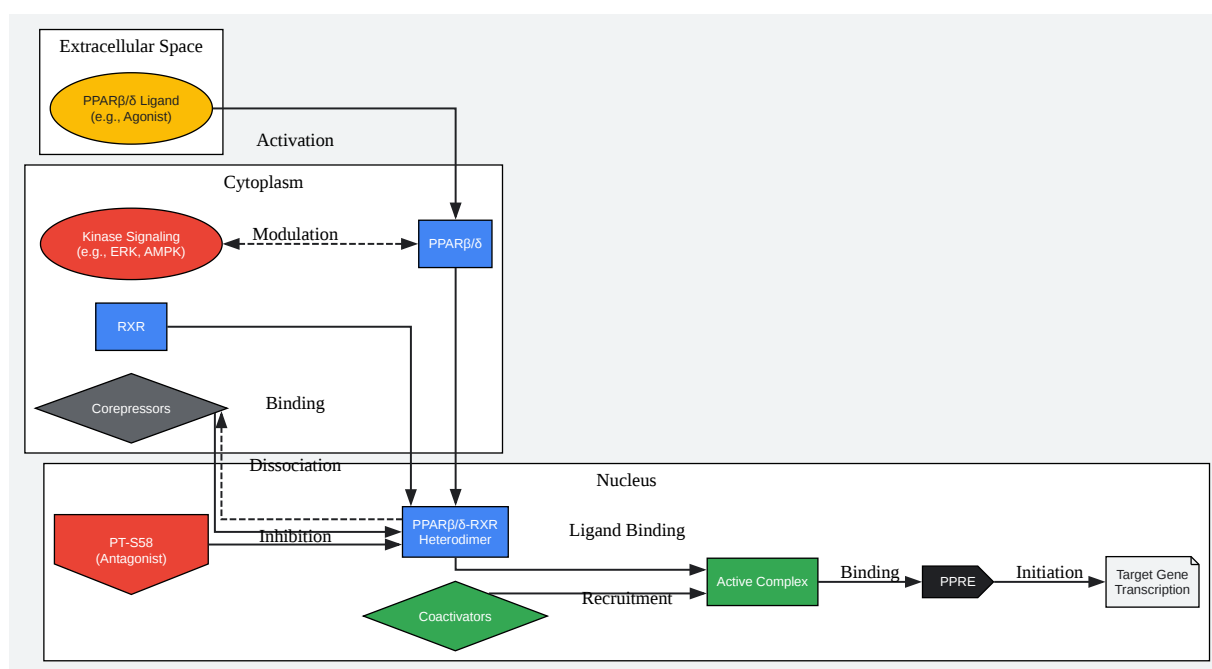 Extracellular Space
PPARβ/δ Ligand
(e.g., Agonist)
Activation
Cytoplasm
Kinase Signaling
(e.g., ERK, AMPK)
Modulation
PPARβ/δ
RXR
Corepressors
Binding
Dissociation
Nucleus
PT-S58
(Antagonist)
Inhibition
PPARβ/δ-RXR
Heterodimer
Ligand Binding
Coactivators
Recruitment
Active Complex
Binding
PPRE
Initiation
Target Gene
Transcription